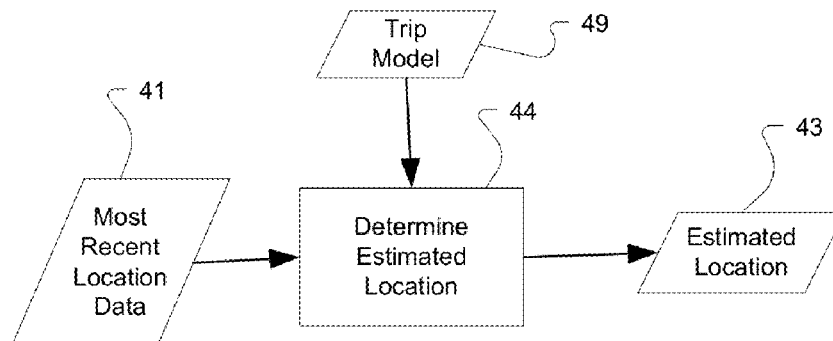 Trip
Model
49
41
44
43
Most
Recent
Location
Data
Determine
Estimated
Location
Estimated
Location